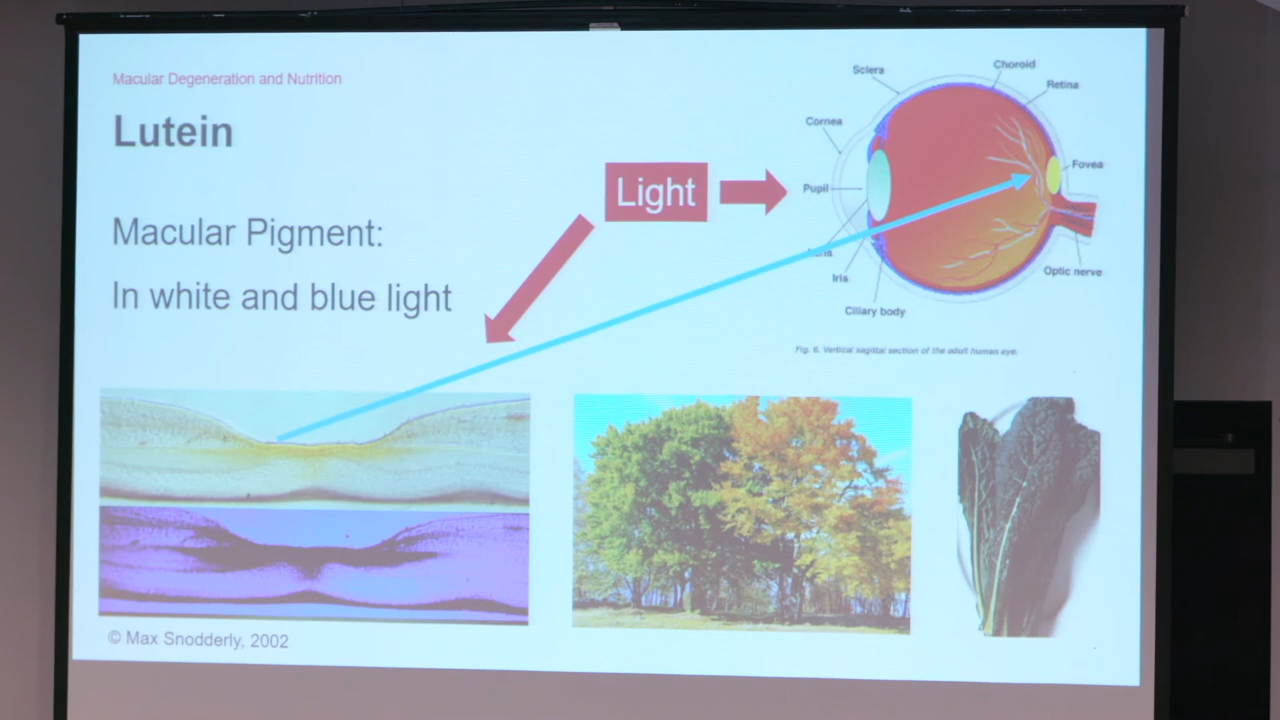 Macular Degeneration and Nutrition
Lutein
Macular Pigment:
In white and blue light
Light
Sclera
Choroid
Retina
Cornea
Fovea
Pupil
Iris
Optic nerve
Ciliary body
Fig. 6. Vertical sagittal section of the adult human eye.
© Max Snodderly, 2002